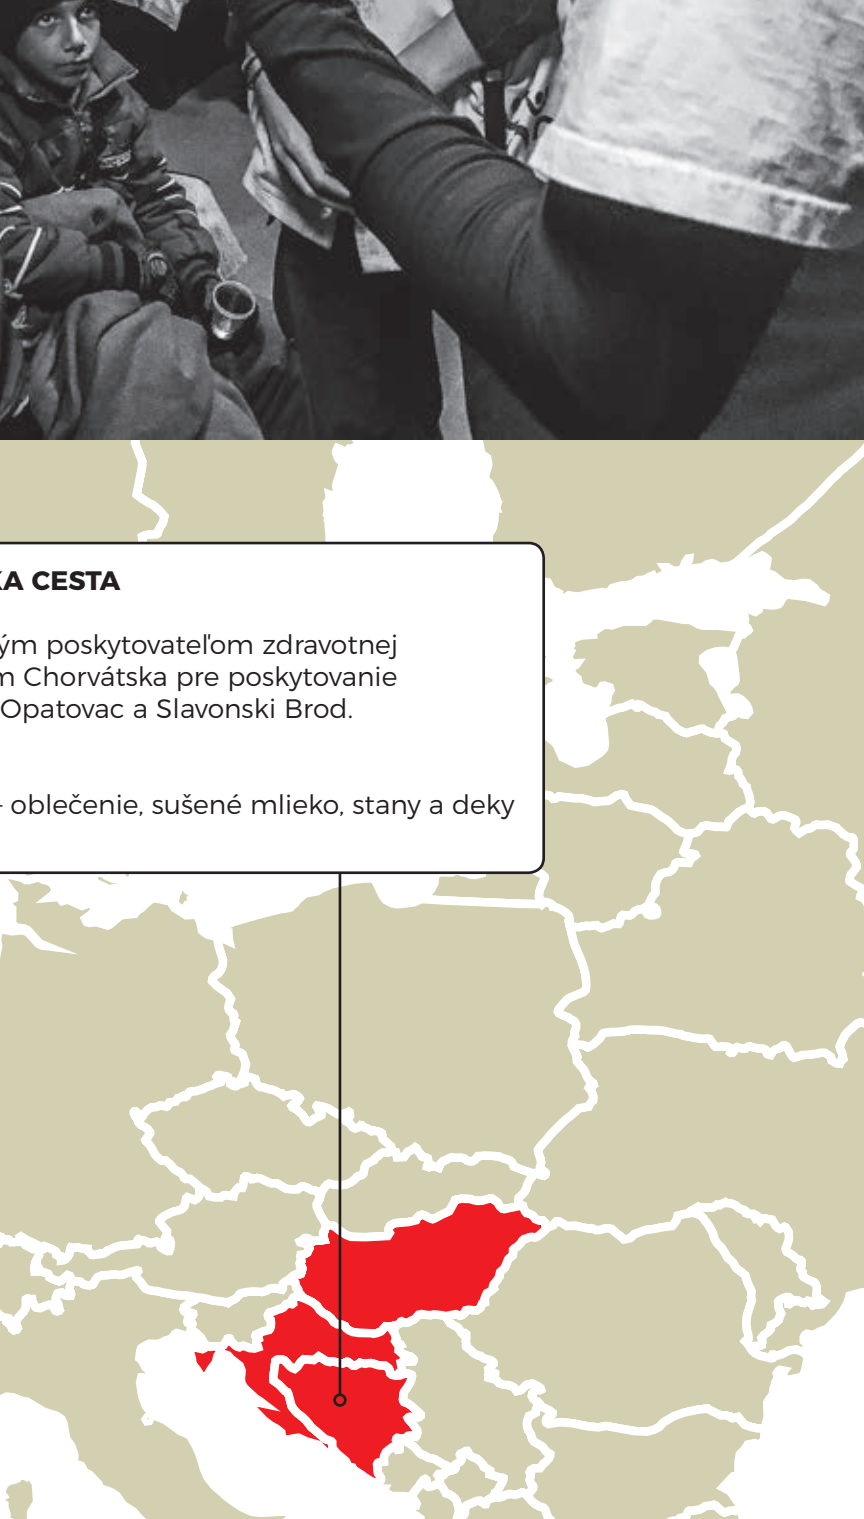 KA CESTA
ým poskytovateľom zdravotnej
m Chorvátska pre poskytovanie
Opatovac a Slavonski Brod.
- oblečenie, sušené mlieko, stany a deky